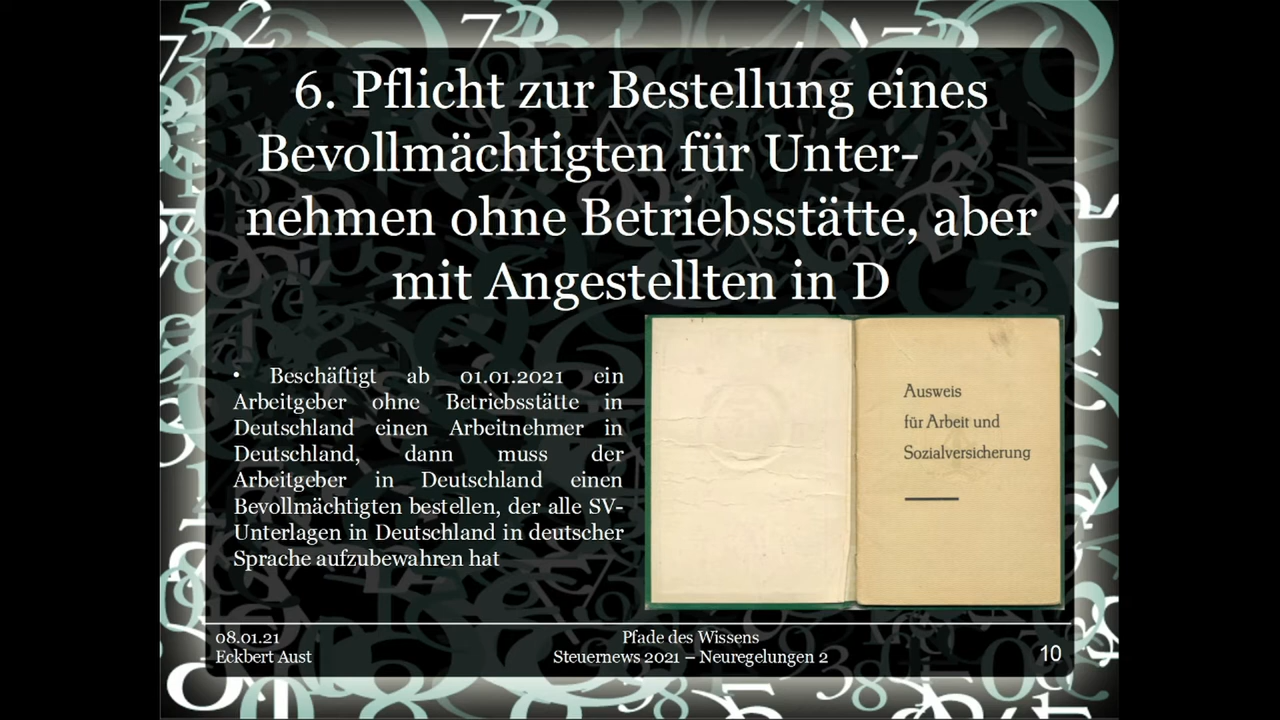 6. Pflicht zur Bestellung eines
Bevollmächtigten für Unter-
nehmen ohne Betriebsstätte, aber
mit Angestellten in D
• Beschäftigt ab 01.01.2021 ein
Arbeitgeber ohne Betriebsstätte in
Deutschland einen Arbeitnehmer in
Deutschland, dann muss der
Arbeitgeber in Deutschland einen
Bevollmächtigten bestellen, der alle SV-
Unterlagen in Deutschland in deutscher
Sprache aufzubewahren hat
Ausweis
für Arbeit und
Sozialversicherung
08.01.21
Eckbert Aust
Pfade des Wissens
Steuernews 2021 – Neuregelungen 2
10